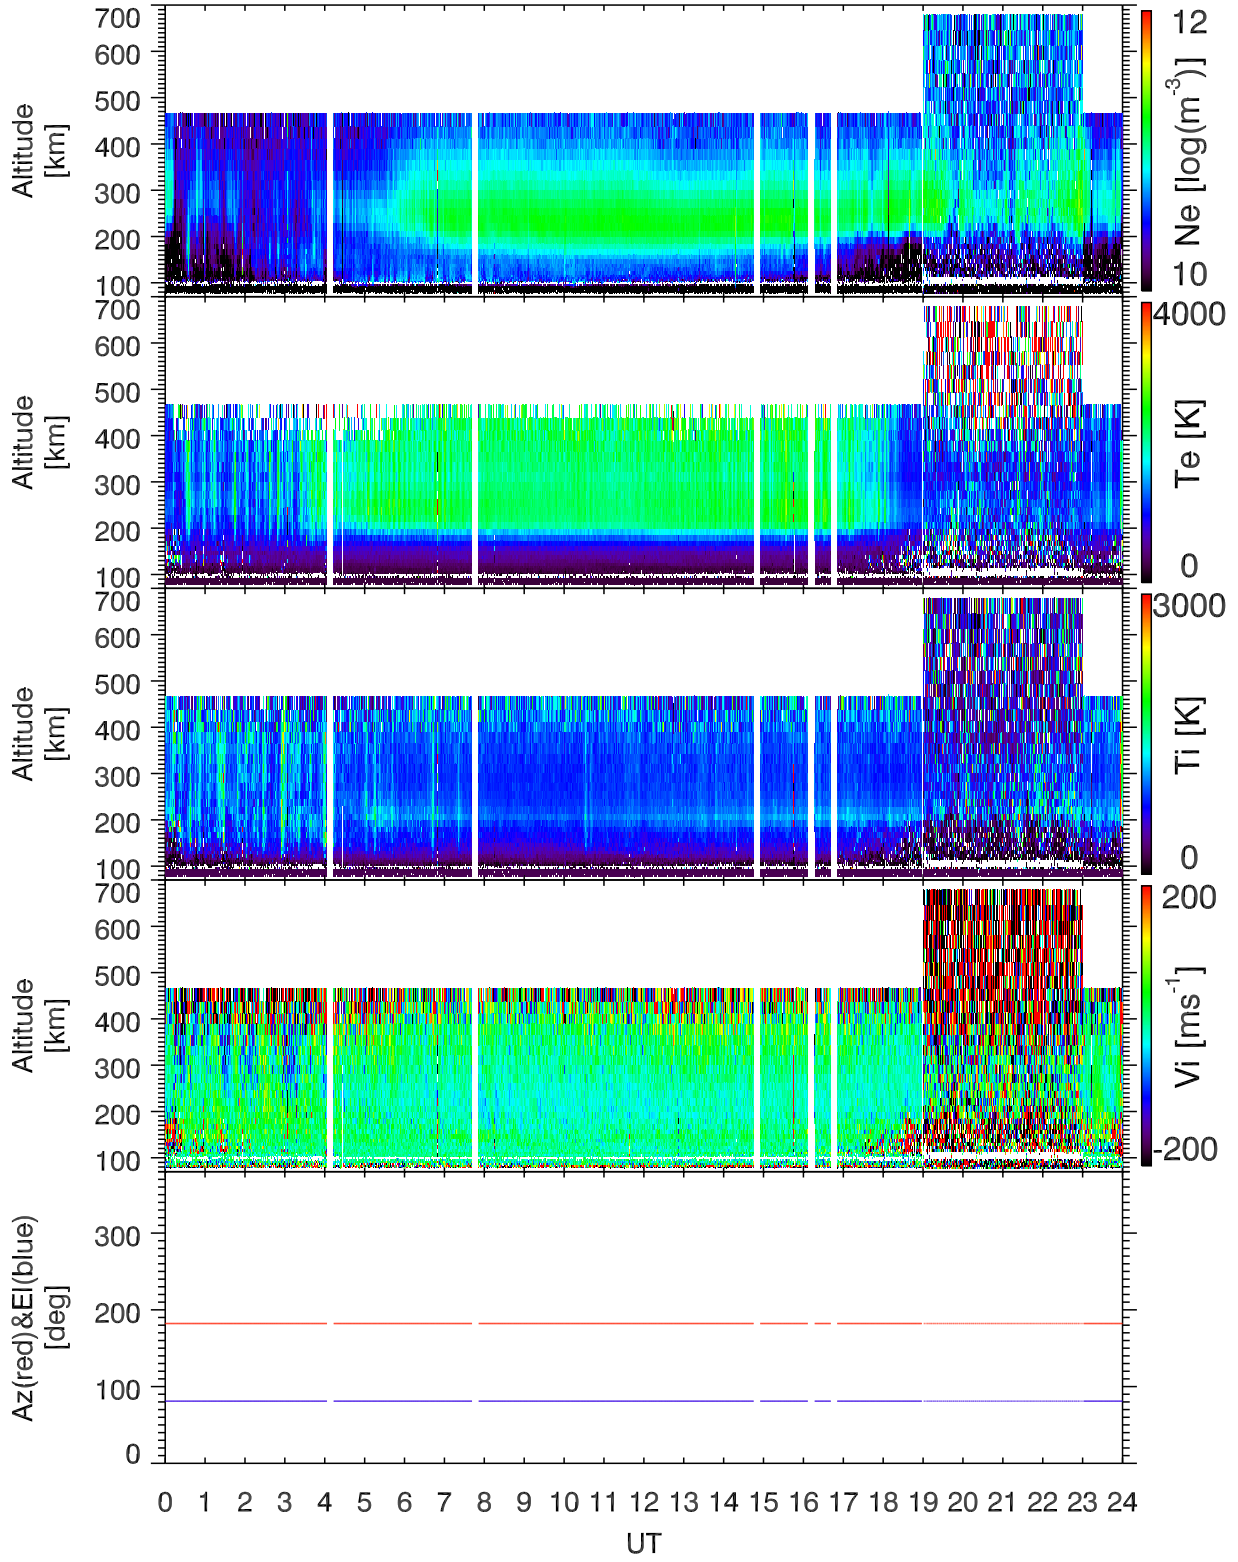 700
600
500
400
300
200
100
Altitude
[km]
12
Ne [log(m⁻³)]
10
700
600
500
400
300
200
100
Altitude
[km]
4000
Te [K]
0
700
600
500
400
300
200
100
Altitude
[km]
3000
Ti [K]
0
700
600
500
400
300
200
100
Altitude
[km]
200
Vi [ms⁻¹]
-200
300
200
100
0
Az(red)&El(blue)
[deg]
0 1 2 3 4 5 6 7 8 9 10 11 12 13 14 15 16 17 18 19 20 21 22 23 24
UT